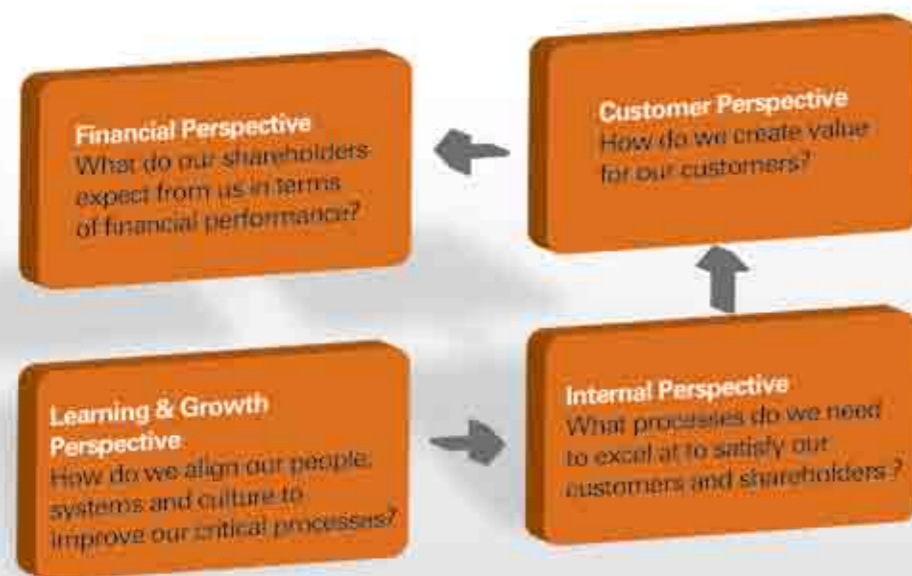 Financial Perspective
What do our shareholders
expect from us in terms
of financial performance?
Customer Perspective
How do we create value
for our customers?
Learning & Growth
Perspective
How do we align our people,
systems and culture to
improve our critical processes?
Internal Perspective
What processes do we need
to excel at to satisfy our
customers and shareholders?